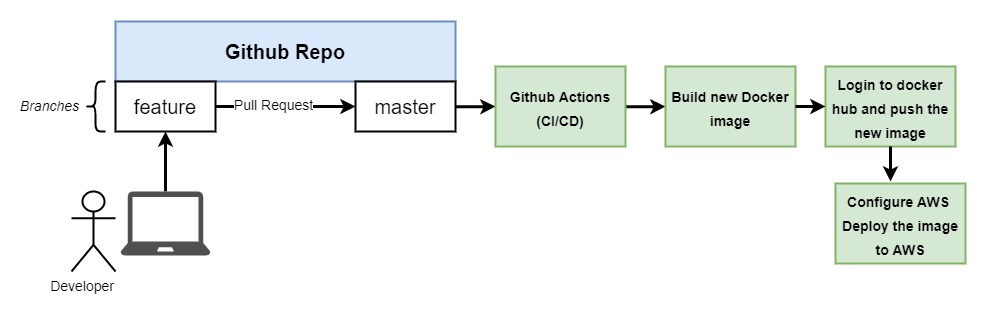 Github Repo
Branches
feature
Pull Request
master
Github Actions
(CI/CD)
Build new Docker
image
Login to docker
hub and push the
new image
Configure AWS
Deploy the image
to AWS
Developer